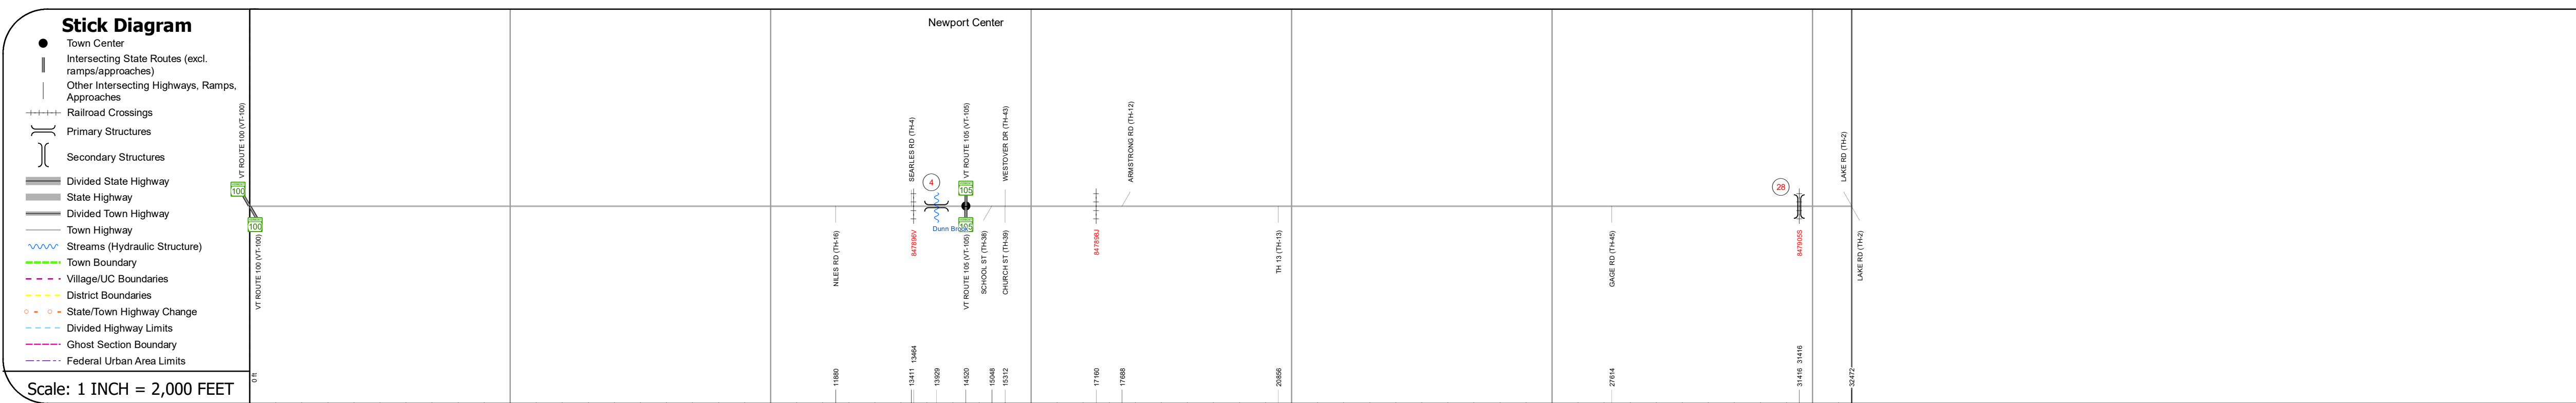 Stick Diagram
Town Center
Intersecting State Routes (excl.
ramps/approaches)
Other Intersecting Highways, Ramps,
Approaches
Railroad Crossings
Primary Structures
Secondary Structures
Divided State Highway
State Highway
Divided Town Highway
Town Highway
Streams (Hydraulic Structure)
Town Boundary
Village/UC Boundaries
District Boundaries
State/Town Highway Change
Divided Highway Limits
Ghost Section Boundary
Federal Urban Area Limits
Scale: 1 INCH = 2,000 FEET
Newport Center
VT ROUTE 100 (VT-100)
100
100
VT ROUTE 100 (VT-100)
NILES RD (TH-16)
SEARLES RD (TH-4)
847896V
4
Dunn Brook
VT ROUTE 105 (VT-105)
105
105
VT ROUTE 105 (VT-105)
SCHOOL ST (TH-38)
WESTOVER DR (TH-43)
CHURCH ST (TH-39)
847898J
ARMSTRONG RD (TH-12)
TH 13 (TH-13)
GAGE RD (TH-45)
28
847905S
LAKE RD (TH-2)
LAKE RD (TH-2)
0 ft
11880
13411
13464
13929
14520
15048
15312
17160
17688
20856
27614
31416
31416
32472